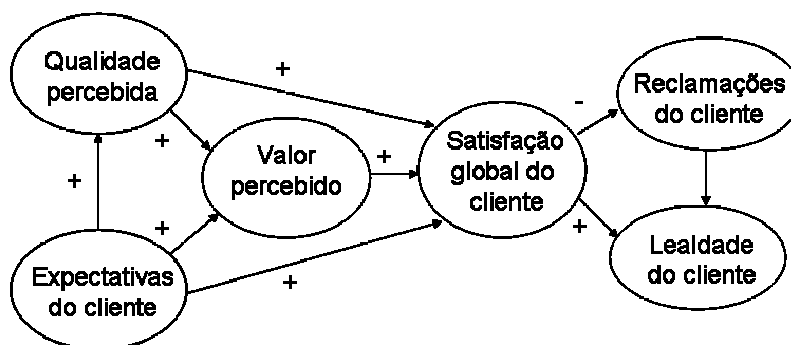 Qualidade
percebida
+
+
+
Valor
percebido
+
+
Expectativas
do cliente
+
Satisfação
global do
cliente
-
+
Reclamações
do cliente
Lealdade
do cliente